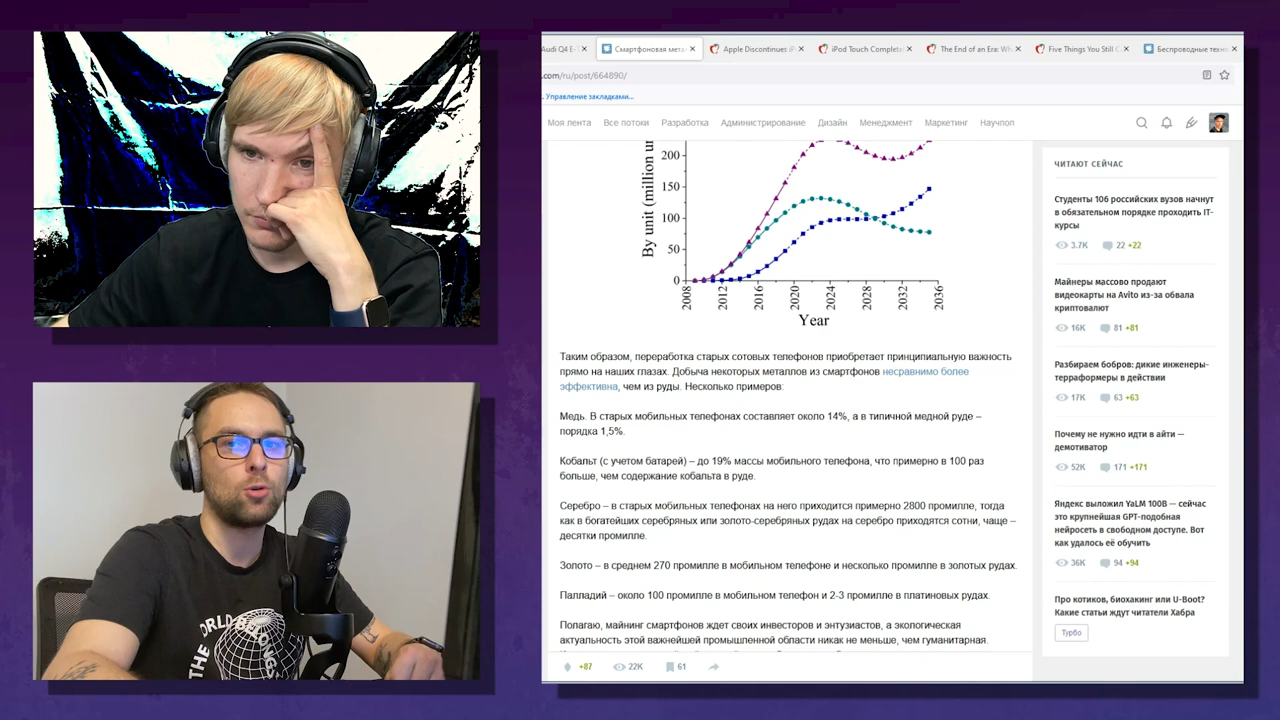 THE WORLD BELONGS
Audi Q4 E-
Смартфоновая мета
Apple Discontinues iP
iPod Touch Complete
The End of an Era: Wh
Five Things You Still C
Беспроводные техн
.com/ru/post/664890/
Управление закладками...
Моя лента
Все потоки
Разработка
Администрирование
Дизайн
Менеджмент
Маркетинг
Научпоп
By unit (million u
200
150
100
50
0
2008
2012
2016
2020
2024
2028
2032
2036
Year
Таким образом, переработка старых сотовых телефонов приобретает принципиальную важность
прямо на наших глазах. Добыча некоторых металлов из смартфонов несравнимо более
эффективна, чем из руды. Несколько примеров:
Медь. В старых мобильных телефонах составляет около 14%, а в типичной медной руде –
порядка 1,5%.
Кобальт (с учетом батарей) – до 19% массы мобильного телефона, что примерно в 100 раз
больше, чем содержание кобальта в руде.
Серебро – в старых мобильных телефонах на него приходится примерно 2800 промилле, тогда
как в богатейших серебряных или золото-серебряных рудах на серебро приходятся сотни, чаще –
десятки промилле.
Золото – в среднем 270 промилле в мобильном телефоне и несколько промилле в золотых рудах.
Палладий – около 100 промилле в мобильном телефон и 2-3 промилле в платиновых рудах.
Полагаю, майнинг смартфонов ждет своих инвесторов и энтузиастов, а экологическая
актуальность этой важнейшей промышленной области никак не меньше, чем гуманитарная.
+87
22K
61
ЧИТАЮТ СЕЙЧАС
Студенты 106 российских вузов начнут
в обязательном порядке проходить IT-
курсы
3.7K
22 +22
Майнеры массово продают
видеокарты на Avito из-за обвала
криптовалют
16K
81 +81
Разбираем бобров: дикие инженеры-
терраформеры в действии
17K
63 +63
Почему не нужно идти в айти —
демотиватор
52K
171 +171
Яндекс выложил YaLM 100B — сейчас
это крупнейшая GPT-подобная
нейросеть в свободном доступе. Вот
как удалось её обучить
36K
94 +94
Про котиков, биохакинг или U-Boot?
Какие статьи ждут читатели Хабра
Турбо